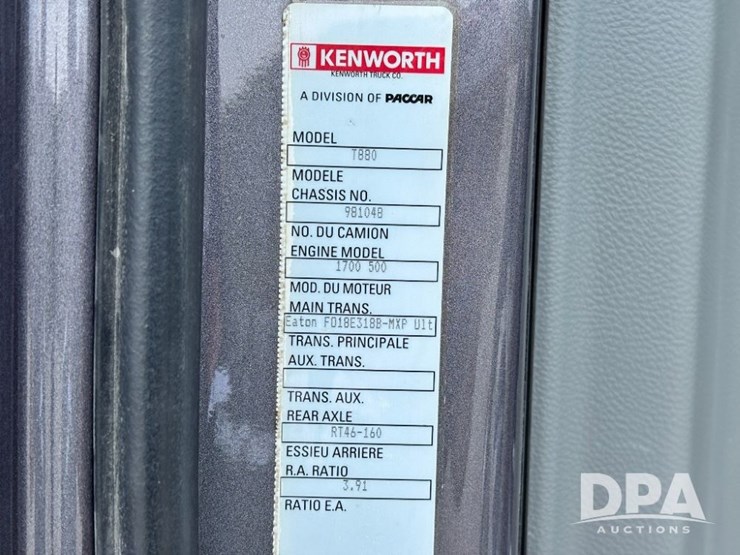 KENWORTH
KENWORTH TRUCK CO.
A DIVISION OF PACCAR
MODEL
T880
MODELE
CHASSIS NO.
981048
NO. DU CAMION
ENGINE MODEL
1700 500
MOD. DU MOTEUR
MAIN TRANS.
Eaton FO18E318B-MXP Ult
TRANS. PRINCIPALE
AUX. TRANS.
TRANS. AUX.
REAR AXLE
RT46-160
ESSIEU ARRIERE
R.A. RATIO
3.91
RATIO E.A.
DPA
AUCTIONS